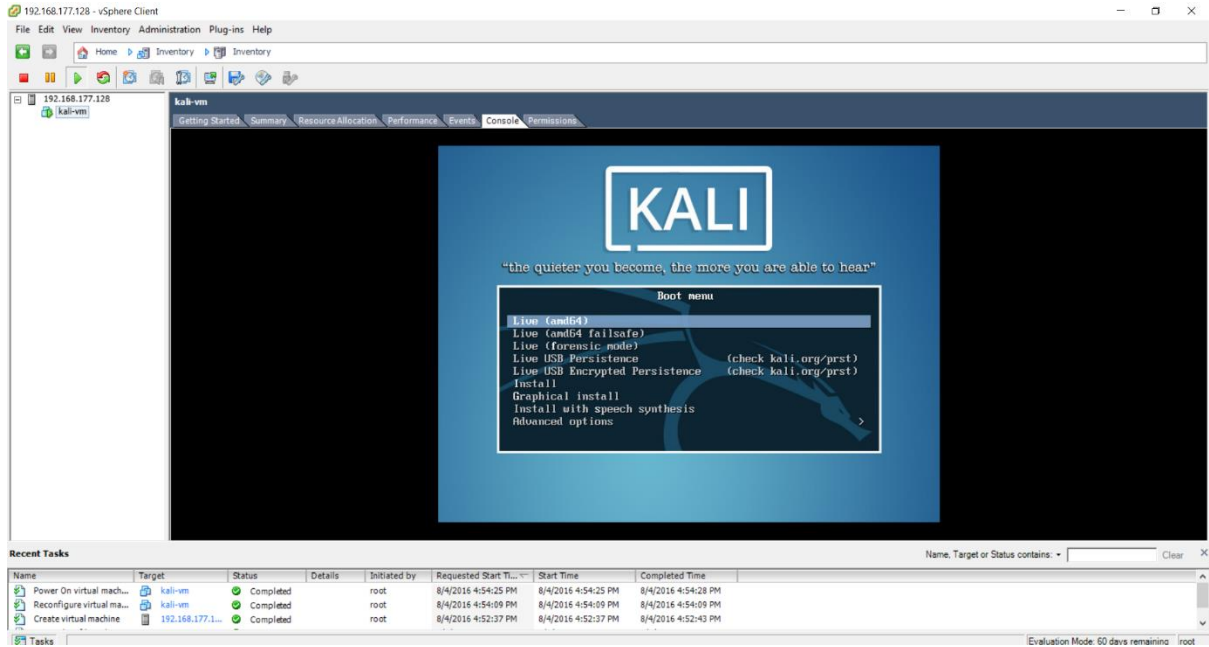 192.168.177.128 - vSphere Client
File Edit View Inventory Administration Plug-ins Help
Home Inventory Inventory
192.168.177.128
kali-vm
kali-vm
Getting Started Summary Resource Allocation Performance Events Console Permissions
KALI
“the quieter you become, the more you are able to hear”
Boot menu
Live (amd64)
Live (amd64 failsafe)
Live (forensic mode)
Live USB Persistence (check kali.org/prst)
Live USB Encrypted Persistence (check kali.org/prst)
Install
Graphical install
Install with speech synthesis
Advanced options >
Recent Tasks Name, Target or Status contains: Clear
Name Target Status Details Initiated by Requested Start Ti... Start Time Completed Time
Power On virtual mach... kali-vm Completed root 8/4/2016 4:54:25 PM 8/4/2016 4:54:25 PM 8/4/2016 4:54:28 PM
Reconfigure virtual ma... kali-vm Completed root 8/4/2016 4:54:09 PM 8/4/2016 4:54:09 PM 8/4/2016 4:54:09 PM
Create virtual machine 192.168.177.1... Completed root 8/4/2016 4:52:37 PM 8/4/2016 4:52:37 PM 8/4/2016 4:52:43 PM
Tasks Evaluation Mode: 60 days remaining root